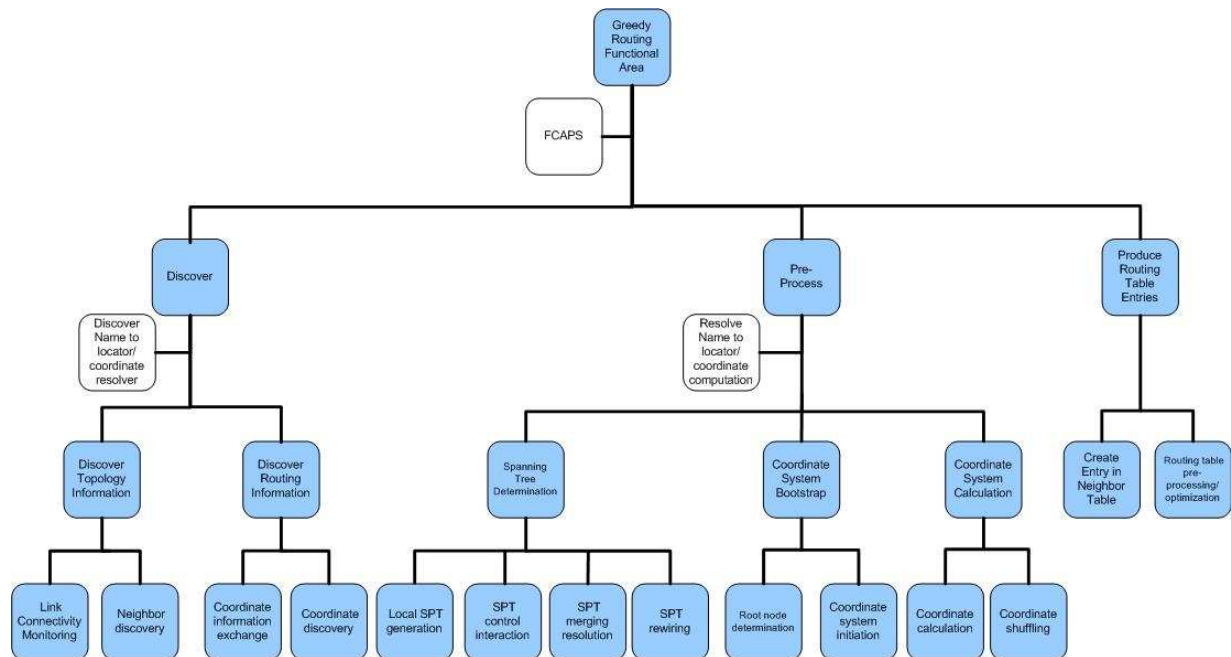 Greedy
Routing
Functional
Area
FCAPS
Discover
Pre-
Process
Produce
Routing
Table
Entries
Discover
Name to
locator/
coordinate
resolver
Resolve
Name to
locator/
coordinate
computation
Discover
Topology
Information
Discover
Routing
Information
Spanning
Tree
Determination
Coordinate
System
Bootstrap
Coordinate
System
Calculation
Create
Entry in
Neighbor
Table
Routing table
pre-
processing/
optimization
Link
Connectivity
Monitoring
Neighbor
discovery
Coordinate
information
exchange
Coordinate
discovery
Local SPT
generation
SPT
control
interaction
SPT
merging
resolution
SPT
rewiring
Root node
determination
Coordinate
system
initiation
Coordinate
calculation
Coordinate
shuffling